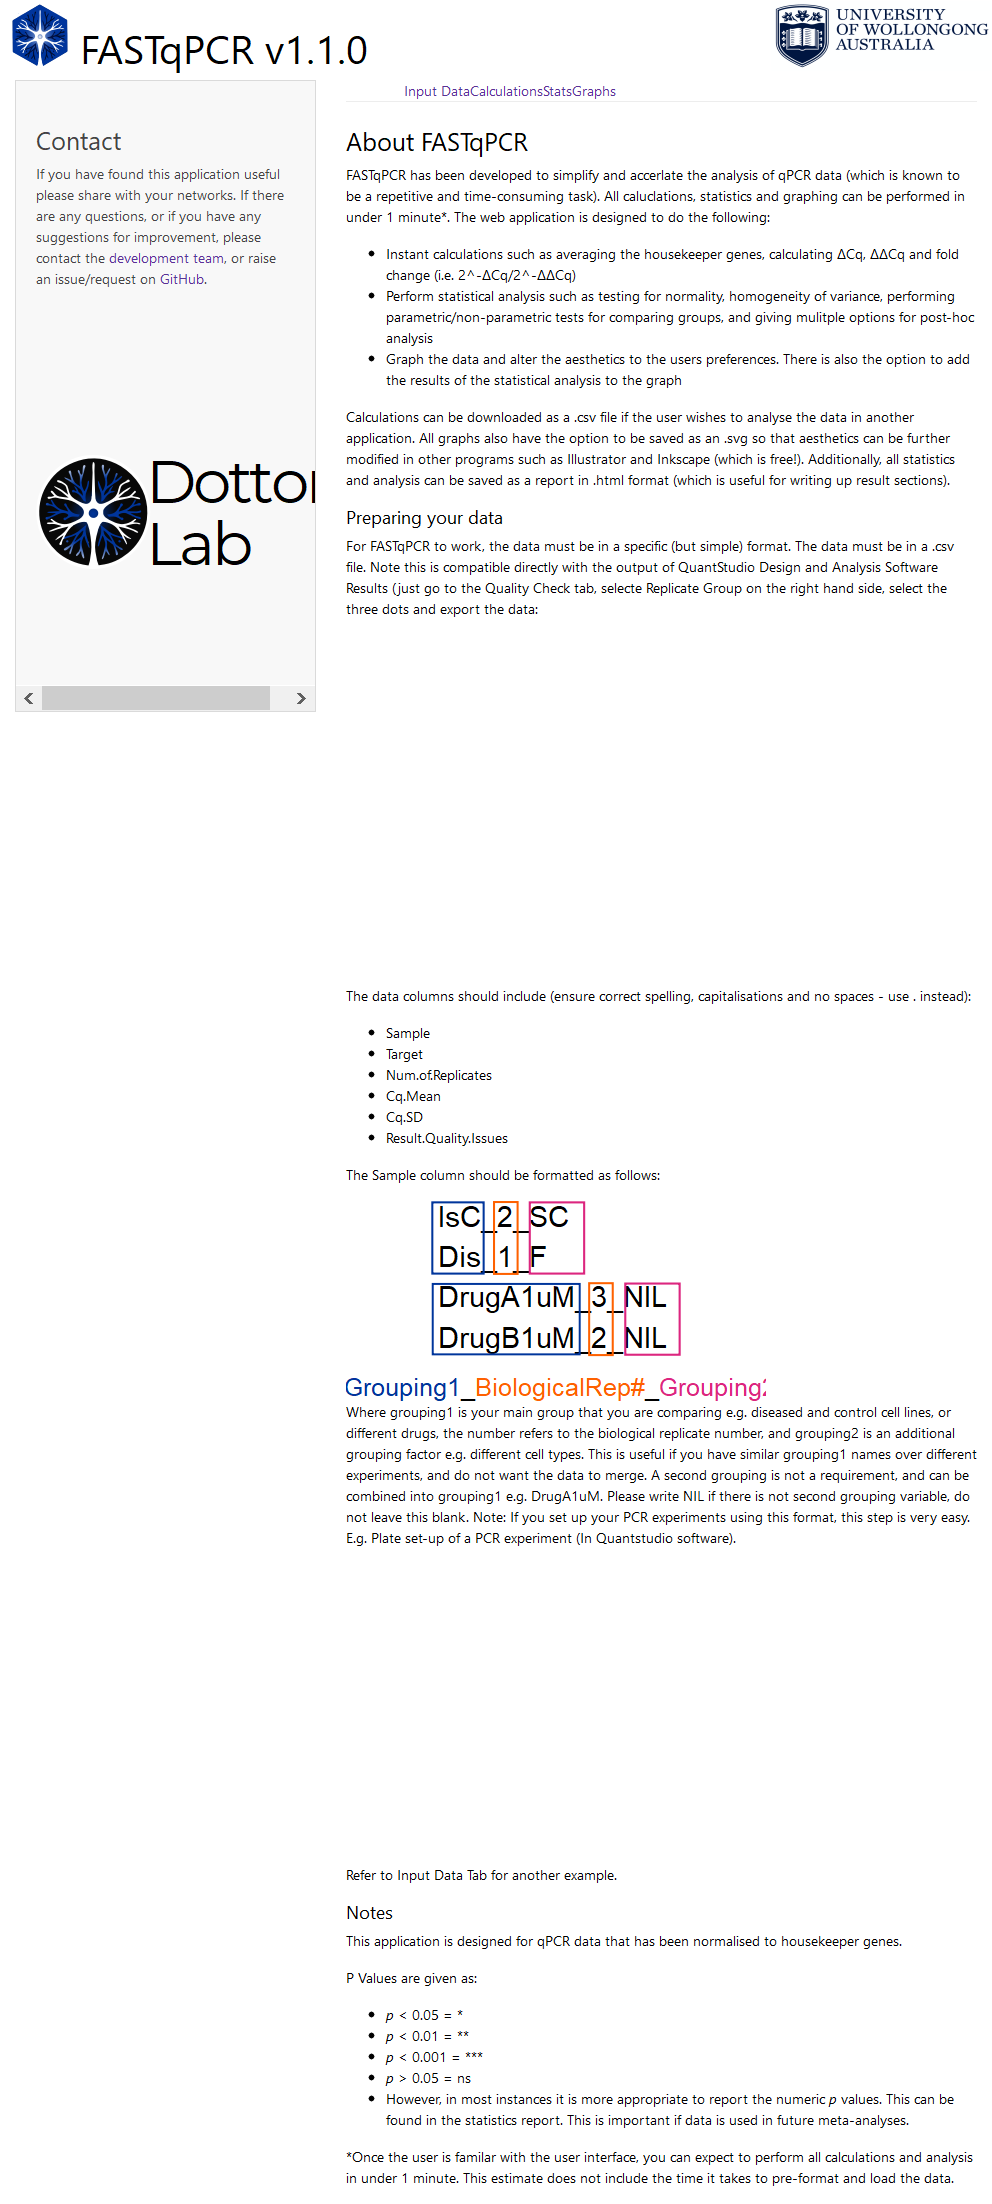 FASTqPCR v1.1.0
UNIVERSITY
OF WOLLONGONG
AUSTRALIA
Contact
If you have found this application useful
please share with your networks. If there
are any questions, or if you have any
suggestions for improvement, please
contact the development team, or raise
an issue/request on GitHub.
Dotto
Lab
Input DataCalculationsStatsGraphs
About FASTqPCR
FASTqPCR has been developed to simplify and accerlate the analysis of qPCR data (which is known to
be a repetitive and time-consuming task). All caluclations, statistics and graphing can be performed in
under 1 minute*. The web application is designed to do the following:
• Instant calculations such as averaging the housekeeper genes, calculating ΔCq, ΔΔCq and fold
change (i.e. 2^-ΔCq/2^-ΔΔCq)
• Perform statistical analysis such as testing for normality, homogeneity of variance, performing
parametric/non-parametric tests for comparing groups, and giving mulitple options for post-hoc
analysis
• Graph the data and alter the aesthetics to the users preferences. There is also the option to add
the results of the statistical analysis to the graph
Calculations can be downloaded as a .csv file if the user wishes to analyse the data in another
application. All graphs also have the option to be saved as an .svg so that aesthetics can be further
modified in other programs such as Illustrator and Inkscape (which is free!). Additionally, all statistics
and analysis can be saved as a report in .html format (which is useful for writing up result sections).
Preparing your data
For FASTqPCR to work, the data must be in a specific (but simple) format. The data must be in a .csv
file. Note this is compatible directly with the output of QuantStudio Design and Analysis Software
Results (just go to the Quality Check tab, selecte Replicate Group on the right hand side, select the
three dots and export the data:
The data columns should include (ensure correct spelling, capitalisations and no spaces - use . instead):
• Sample
• Target
• Num.of.Replicates
• Cq.Mean
• Cq.SD
• Result.Quality.Issues
The Sample column should be formatted as follows:
IsC_2_SC
Dis_1_F
DrugA1uM_3_NIL
DrugB1uM_2_NIL
Grouping1_BiologicalRep#_Grouping2
Where grouping1 is your main group that you are comparing e.g. diseased and control cell lines, or
different drugs, the number refers to the biological replicate number, and grouping2 is an additional
grouping factor e.g. different cell types. This is useful if you have similar grouping1 names over different
experiments, and do not want the data to merge. A second grouping is not a requirement, and can be
combined into grouping1 e.g. DrugA1uM. Please write NIL if there is not second grouping variable, do
not leave this blank. Note: If you set up your PCR experiments using this format, this step is very easy.
E.g. Plate set-up of a PCR experiment (In Quantstudio software).
Refer to Input Data Tab for another example.
Notes
This application is designed for qPCR data that has been normalised to housekeeper genes.
P Values are given as:
• p < 0.05 = *
• p < 0.01 = **
• p < 0.001 = ***
• p > 0.05 = ns
• However, in most instances it is more appropriate to report the numeric p values. This can be
found in the statistics report. This is important if data is used in future meta-analyses.
*Once the user is familar with the user interface, you can expect to perform all calculations and analysis
in under 1 minute. This estimate does not include the time it takes to pre-format and load the data.